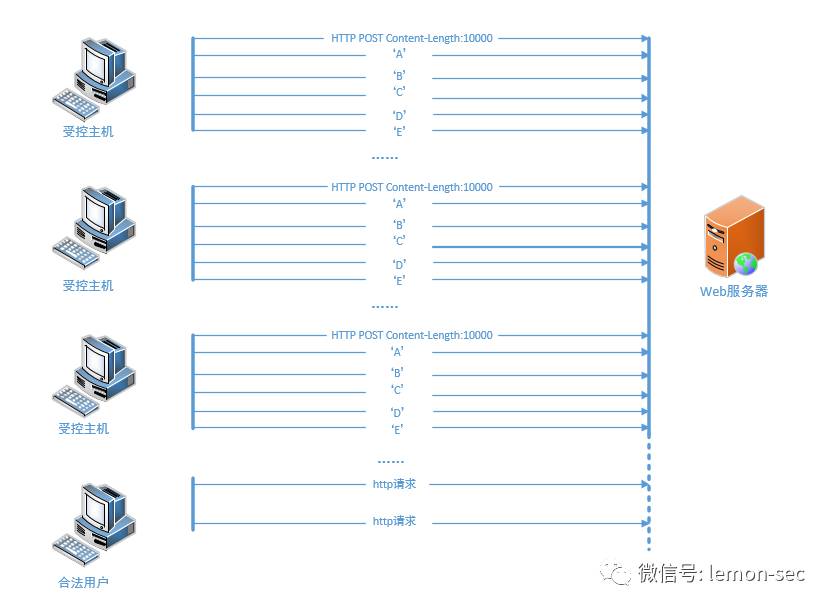 HTTP POST Content-Length:10000
‘A’
‘B’
‘C’
‘D’
‘E’
受控主机
……
HTTP POST Content-Length:10000
‘A’
‘B’
‘C’
‘D’
‘E’
受控主机
Web服务器
……
HTTP POST Content-Length:10000
‘A’
‘B’
‘C’
‘D’
‘E’
受控主机
……
http请求
http请求
合法用户
微信号: lemon-sec